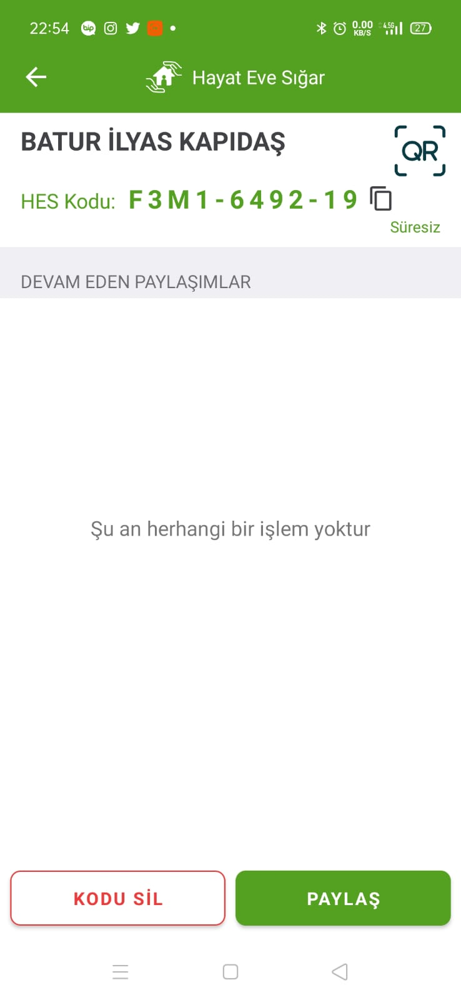 22:54 bip 0.00 KB/S 4.5G 27
Hayat Eve Sığar
BATUR İLYAS KAPIDAŞ
QR
HES Kodu: F3M1-6492-19
Süresiz
DEVAM EDEN PAYLAŞIMLAR
Şu an herhangi bir işlem yoktur
KODU SİL
PAYLAŞ